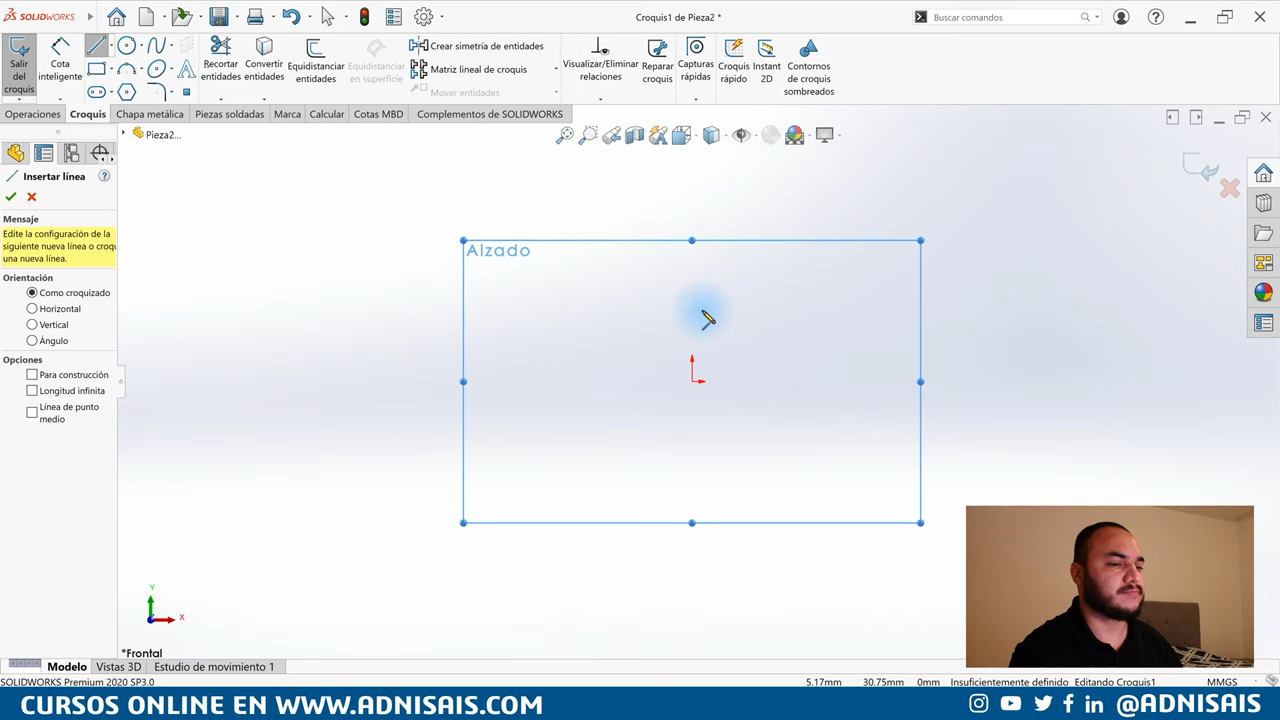 SOLIDWORKS
Croquis1 de Pieza2 *
Buscar comandos
Salir del croquis
Cota inteligente
Recortar entidades
Convertir entidades
Equidistanciar entidades
Equidistanciar en superficie
Crear simetría de entidades
Matriz lineal de croquis
Mover entidades
Visualizar/Eliminar relaciones
Reparar croquis
Capturas rápidas
Croquis rápido
Instant 2D
Contornos de croquis sombreados
Operaciones
Croquis
Chapa metálica
Piezas soldadas
Marca
Calcular
Cotas MBD
Complementos de SOLIDWORKS
Pieza2...
Insertar línea
Mensaje
Edite la configuración de la
siguiente nueva línea o croqu
una nueva línea.
Orientación
Como croquizado
Horizontal
Vertical
Ángulo
Opciones
Para construcción
Longitud infinita
Línea de punto
medio
Alzado
Y
X
*Frontal
Modelo
Vistas 3D
Estudio de movimiento 1
SOLIDWORKS Premium 2020 SP3.0
5.17mm
30.75mm
0mm
Insuficientemente definido
Editando Croquis1
MMGS
CURSOS ONLINE EN WWW.ADNISAIS.COM
@ADNISAIS